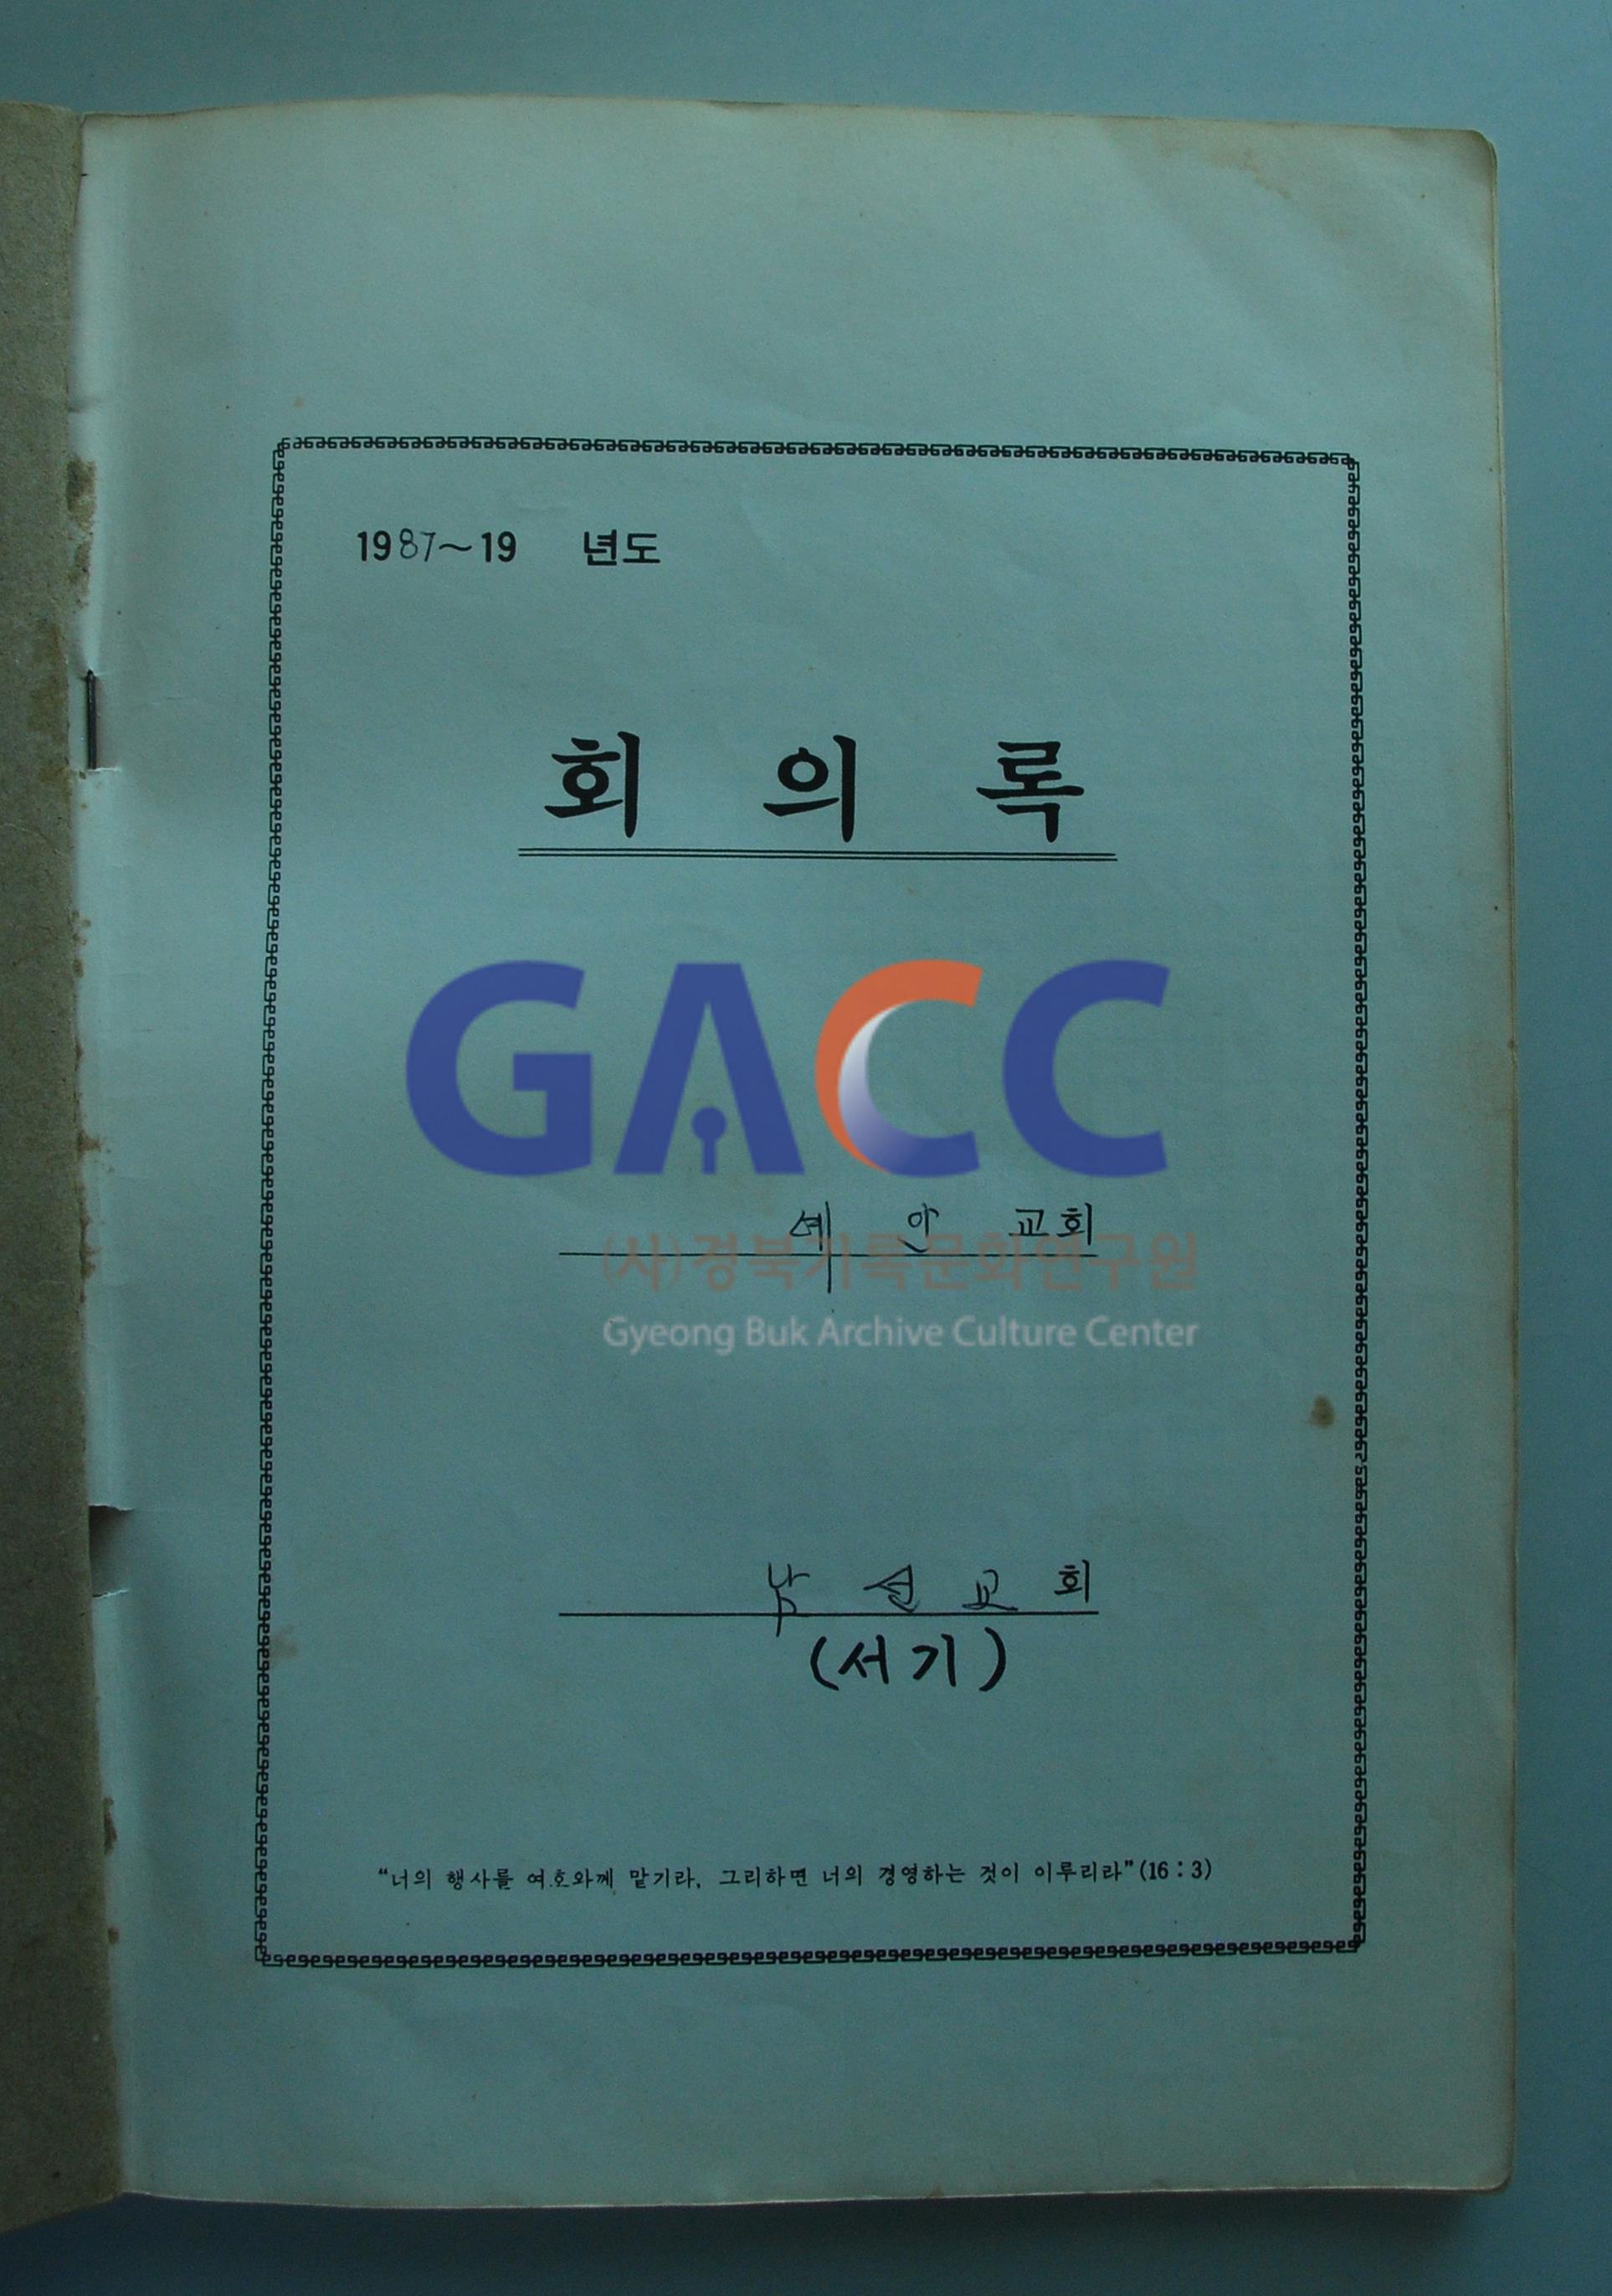 1987~19 년도
회 의 록
GACC
예 안 교회
(사)경북기록문화연구원
Gyeong Buk Archive Culture Center
남 선 교 회
(서기)
“너의 행사를 여호와께 맡기라, 그리하면 너의 경영하는 것이 이루리라”(16 : 3)